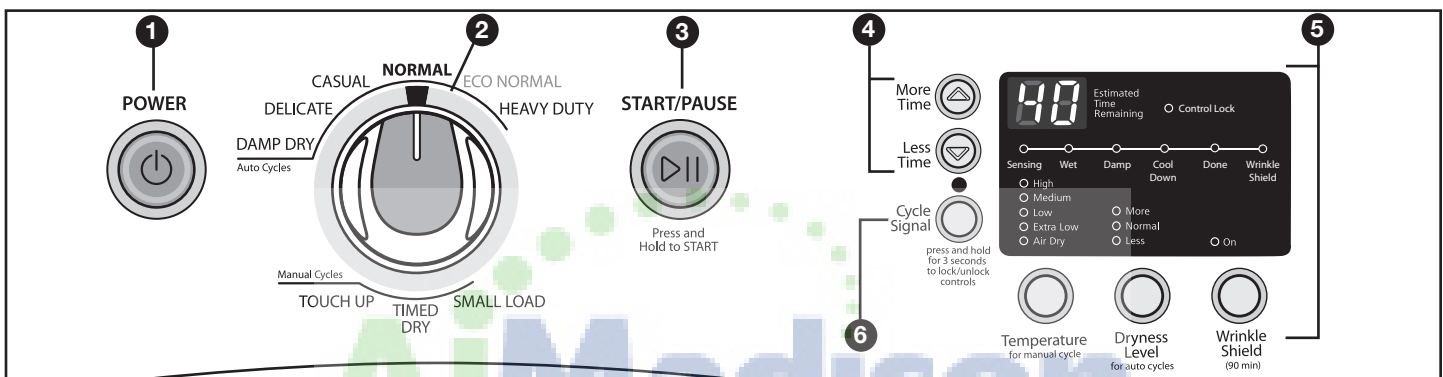 1
POWER
2
NORMAL
CASUAL
ECO NORMAL
DELICATE
HEAVY DUTY
DAMP DRY
Auto Cycles
Manual Cycles
TOUCH UP
TIMED
DRY
SMALL LOAD
3
START/PAUSE
Press and
Hold to START
4
More
Time
Less
Time
6
Cycle
Signal
press and hold
for 3 seconds
to lock/unlock
controls
5
40
Estimated
Time
Remaining
Control Lock
Sensing
Wet
Damp
Cool
Down
Done
Wrinkle
Shield
High
Medium
Low
Extra Low
Air Dry
More
Normal
Less
On
Temperature
for manual cycle
Dryness
Level
for auto cycles
Wrinkle
Shield
(90 min)
AjMadison